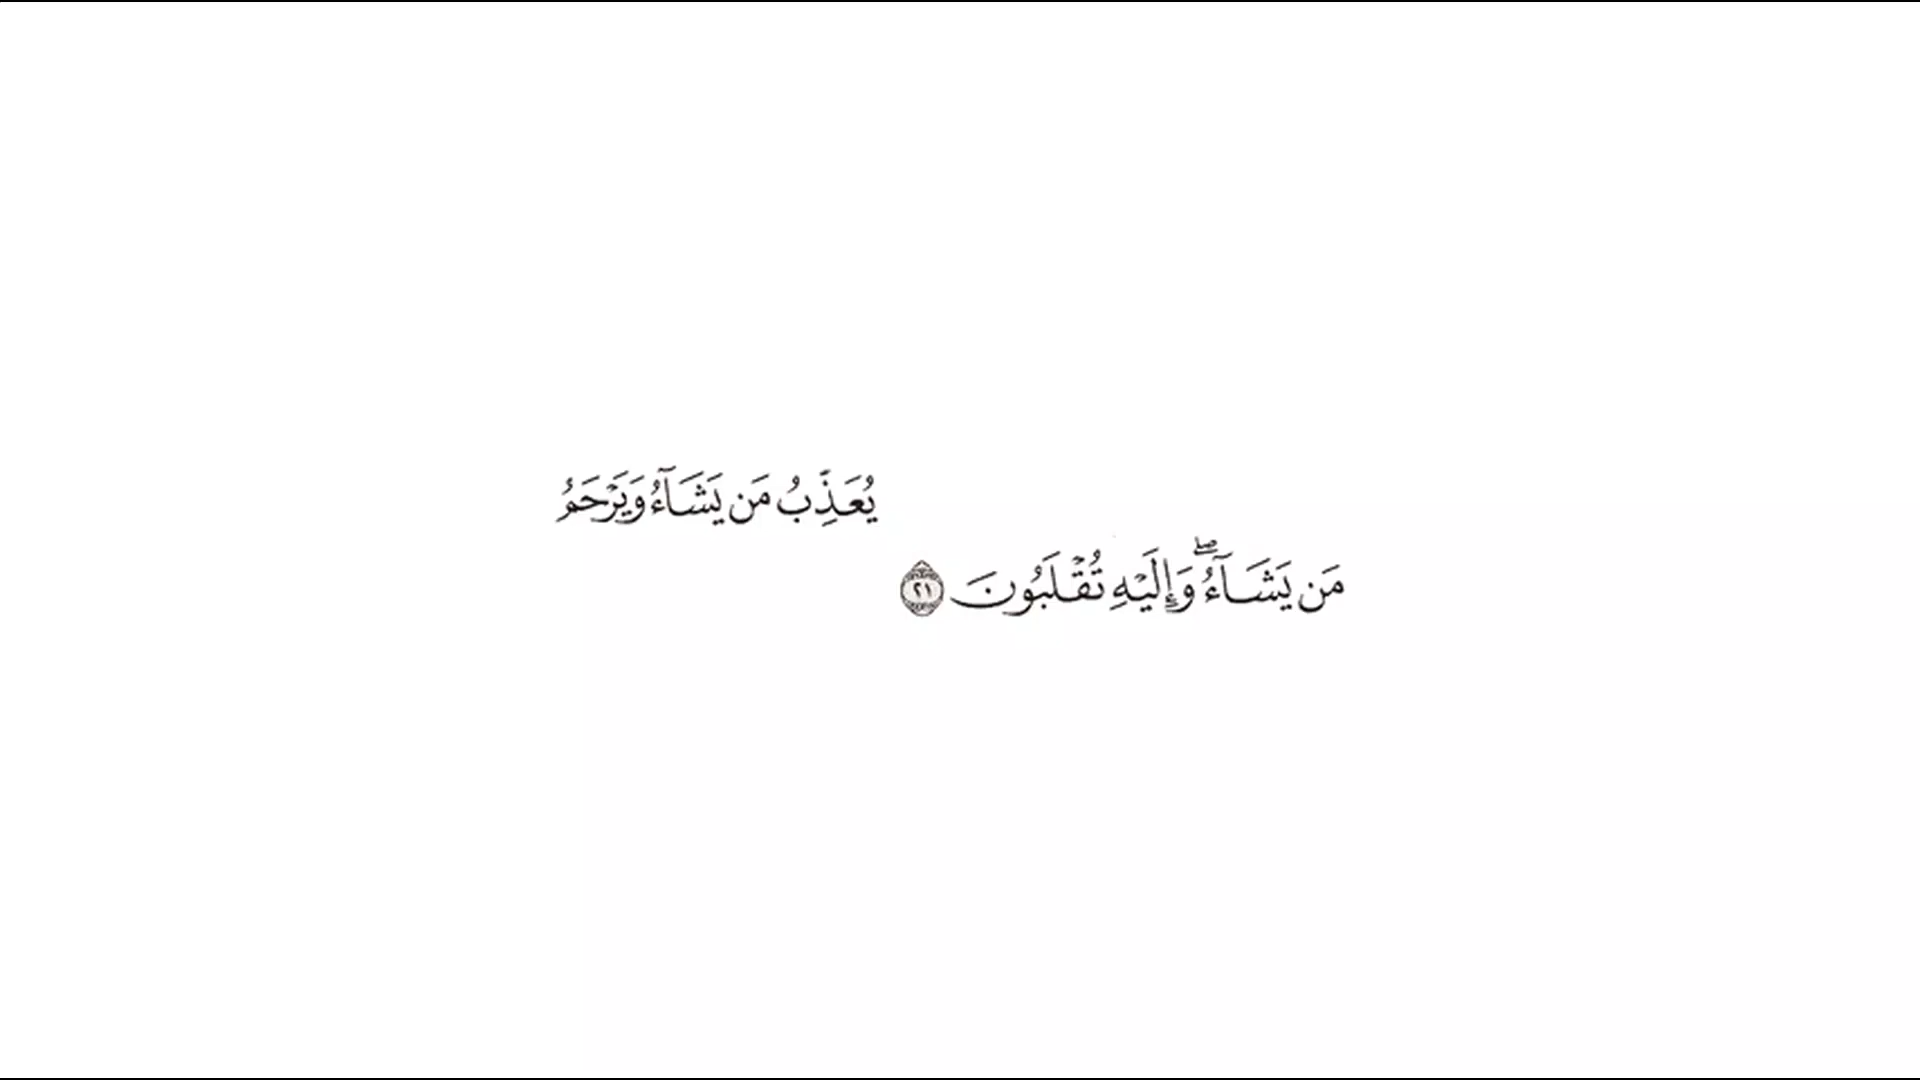 يُعَذِّبُ مَن يَشَآءُ وَيَرْحَمُ
مَن يَشَآءُۖ وَإِلَيْهِ تُقْلَبُونَ ٢١